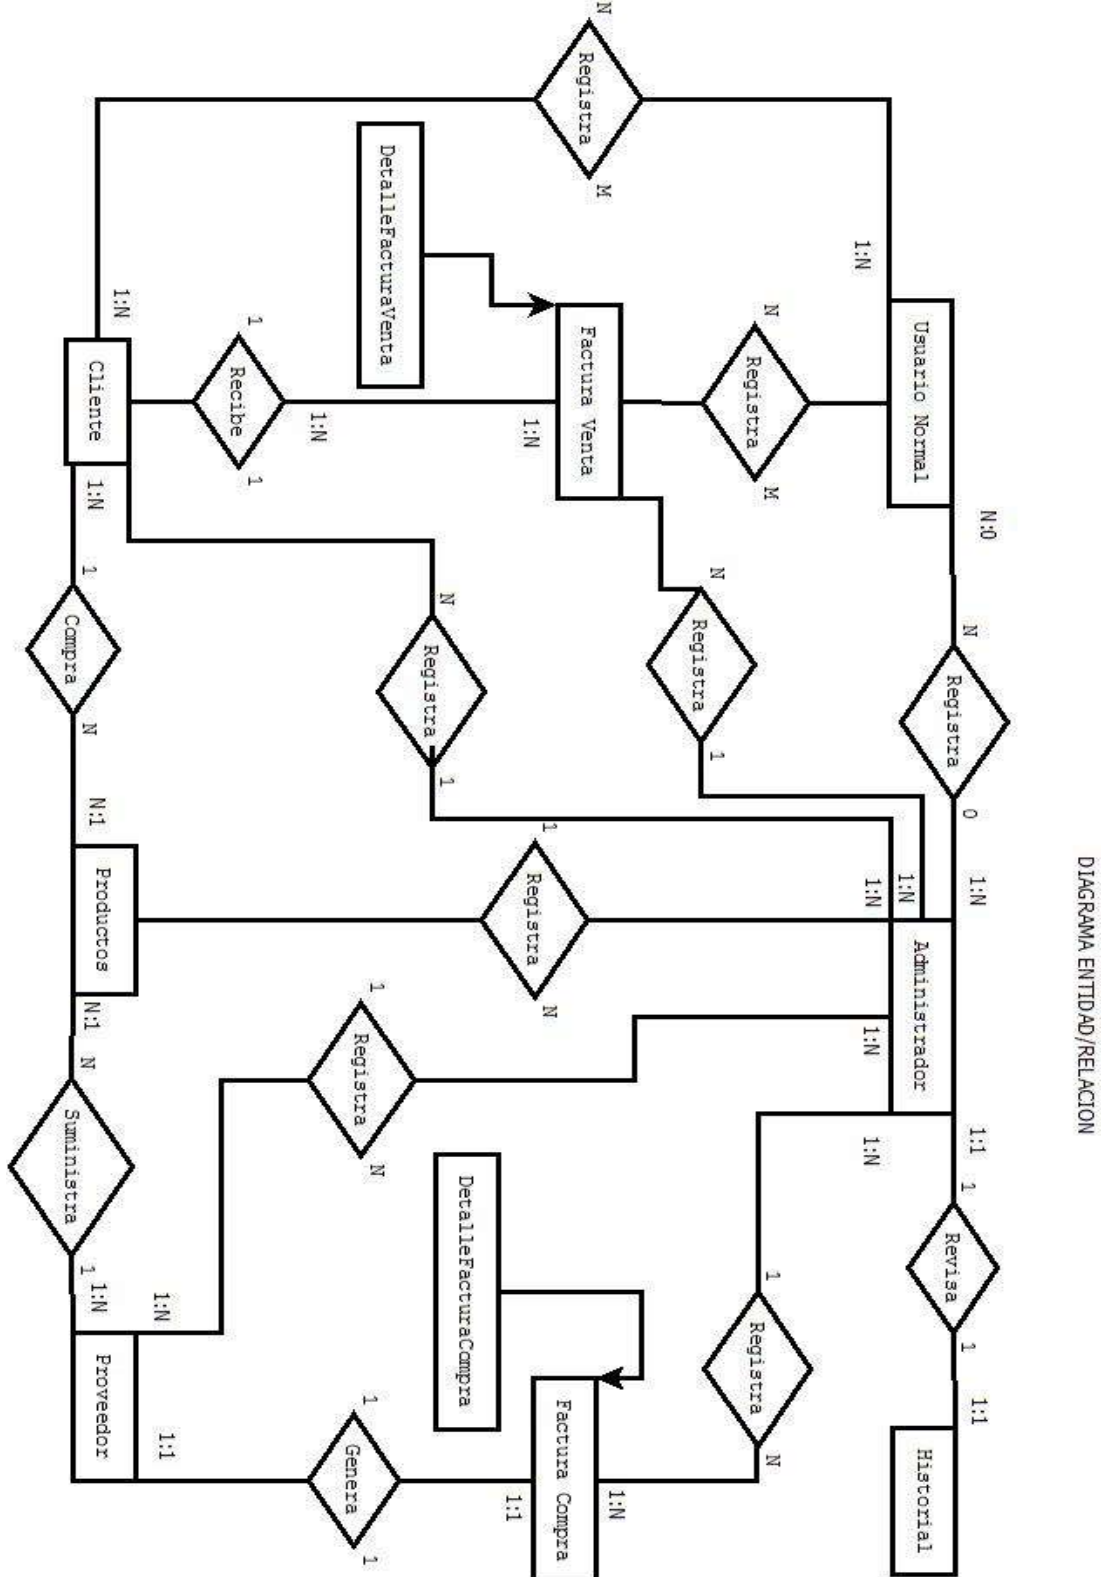 DIAGRAMA ENTIDAD/RELACION
N:0
1:N
1:1
1:1
N
0
1
1
Registra
Revisa
Usuario Normal
Administrador
Historial
1:N
1:N
1:N
1:N
1:N
N
M
1
N
Registra
Registra
N
1
Registra
1:N
N
M
Registra
Factura Venta
Factura Compra
1
N
1:N
Registra
1:1
DetalleFacturaCompra
N
1
Registra
DetalleFacturaVenta
1
N
1
1
Registra
Genera
1:N
1
1
Recibe
1:N
1:1
1:N
Cliente
1:N
N:1
Productos
N:1
1:N
Proveedor
1
N
N
1
Compra
Suministra